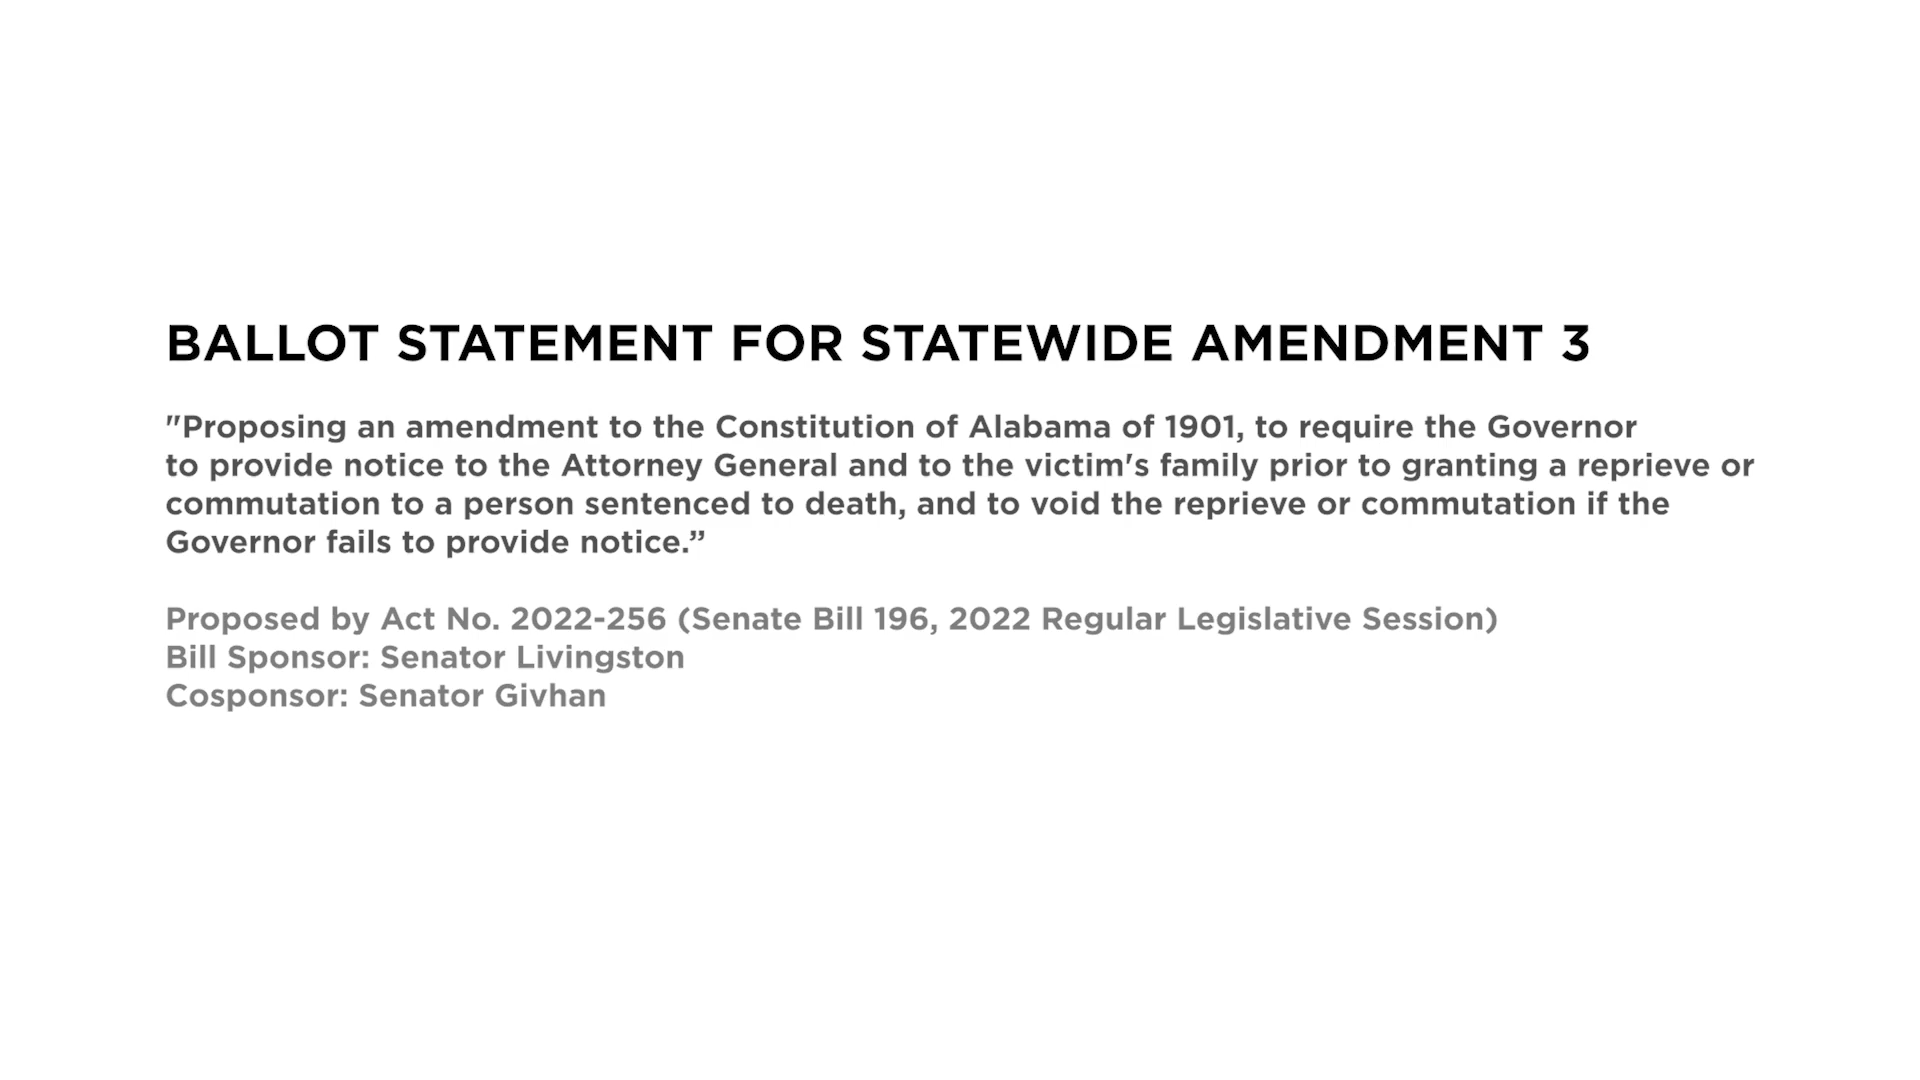 BALLOT STATEMENT FOR STATEWIDE AMENDMENT 3
"Proposing an amendment to the Constitution of Alabama of 1901, to require the Governor
to provide notice to the Attorney General and to the victim's family prior to granting a reprieve or
commutation to a person sentenced to death, and to void the reprieve or commutation if the
Governor fails to provide notice.”
Proposed by Act No. 2022-256 (Senate Bill 196, 2022 Regular Legislative Session)
Bill Sponsor: Senator Livingston
Cosponsor: Senator Givhan